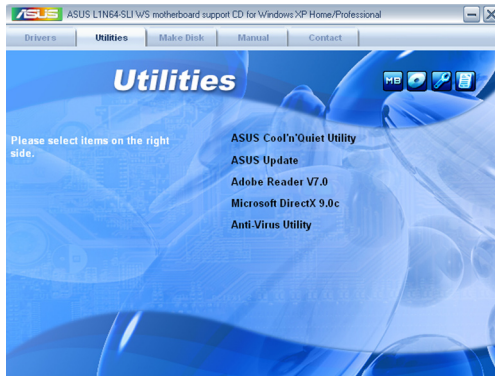 ASUS ASUS L1N64-SLI WS motherboard support CD for Windows XP Home/Professional
Drivers Utilities Make Disk Manual Contact
Utilities
MB
Please select items on the right
side.
ASUS Cool'n'Quiet Utility
ASUS Update
Adobe Reader V7.0
Microsoft DirectX 9.0c
Anti-Virus Utility